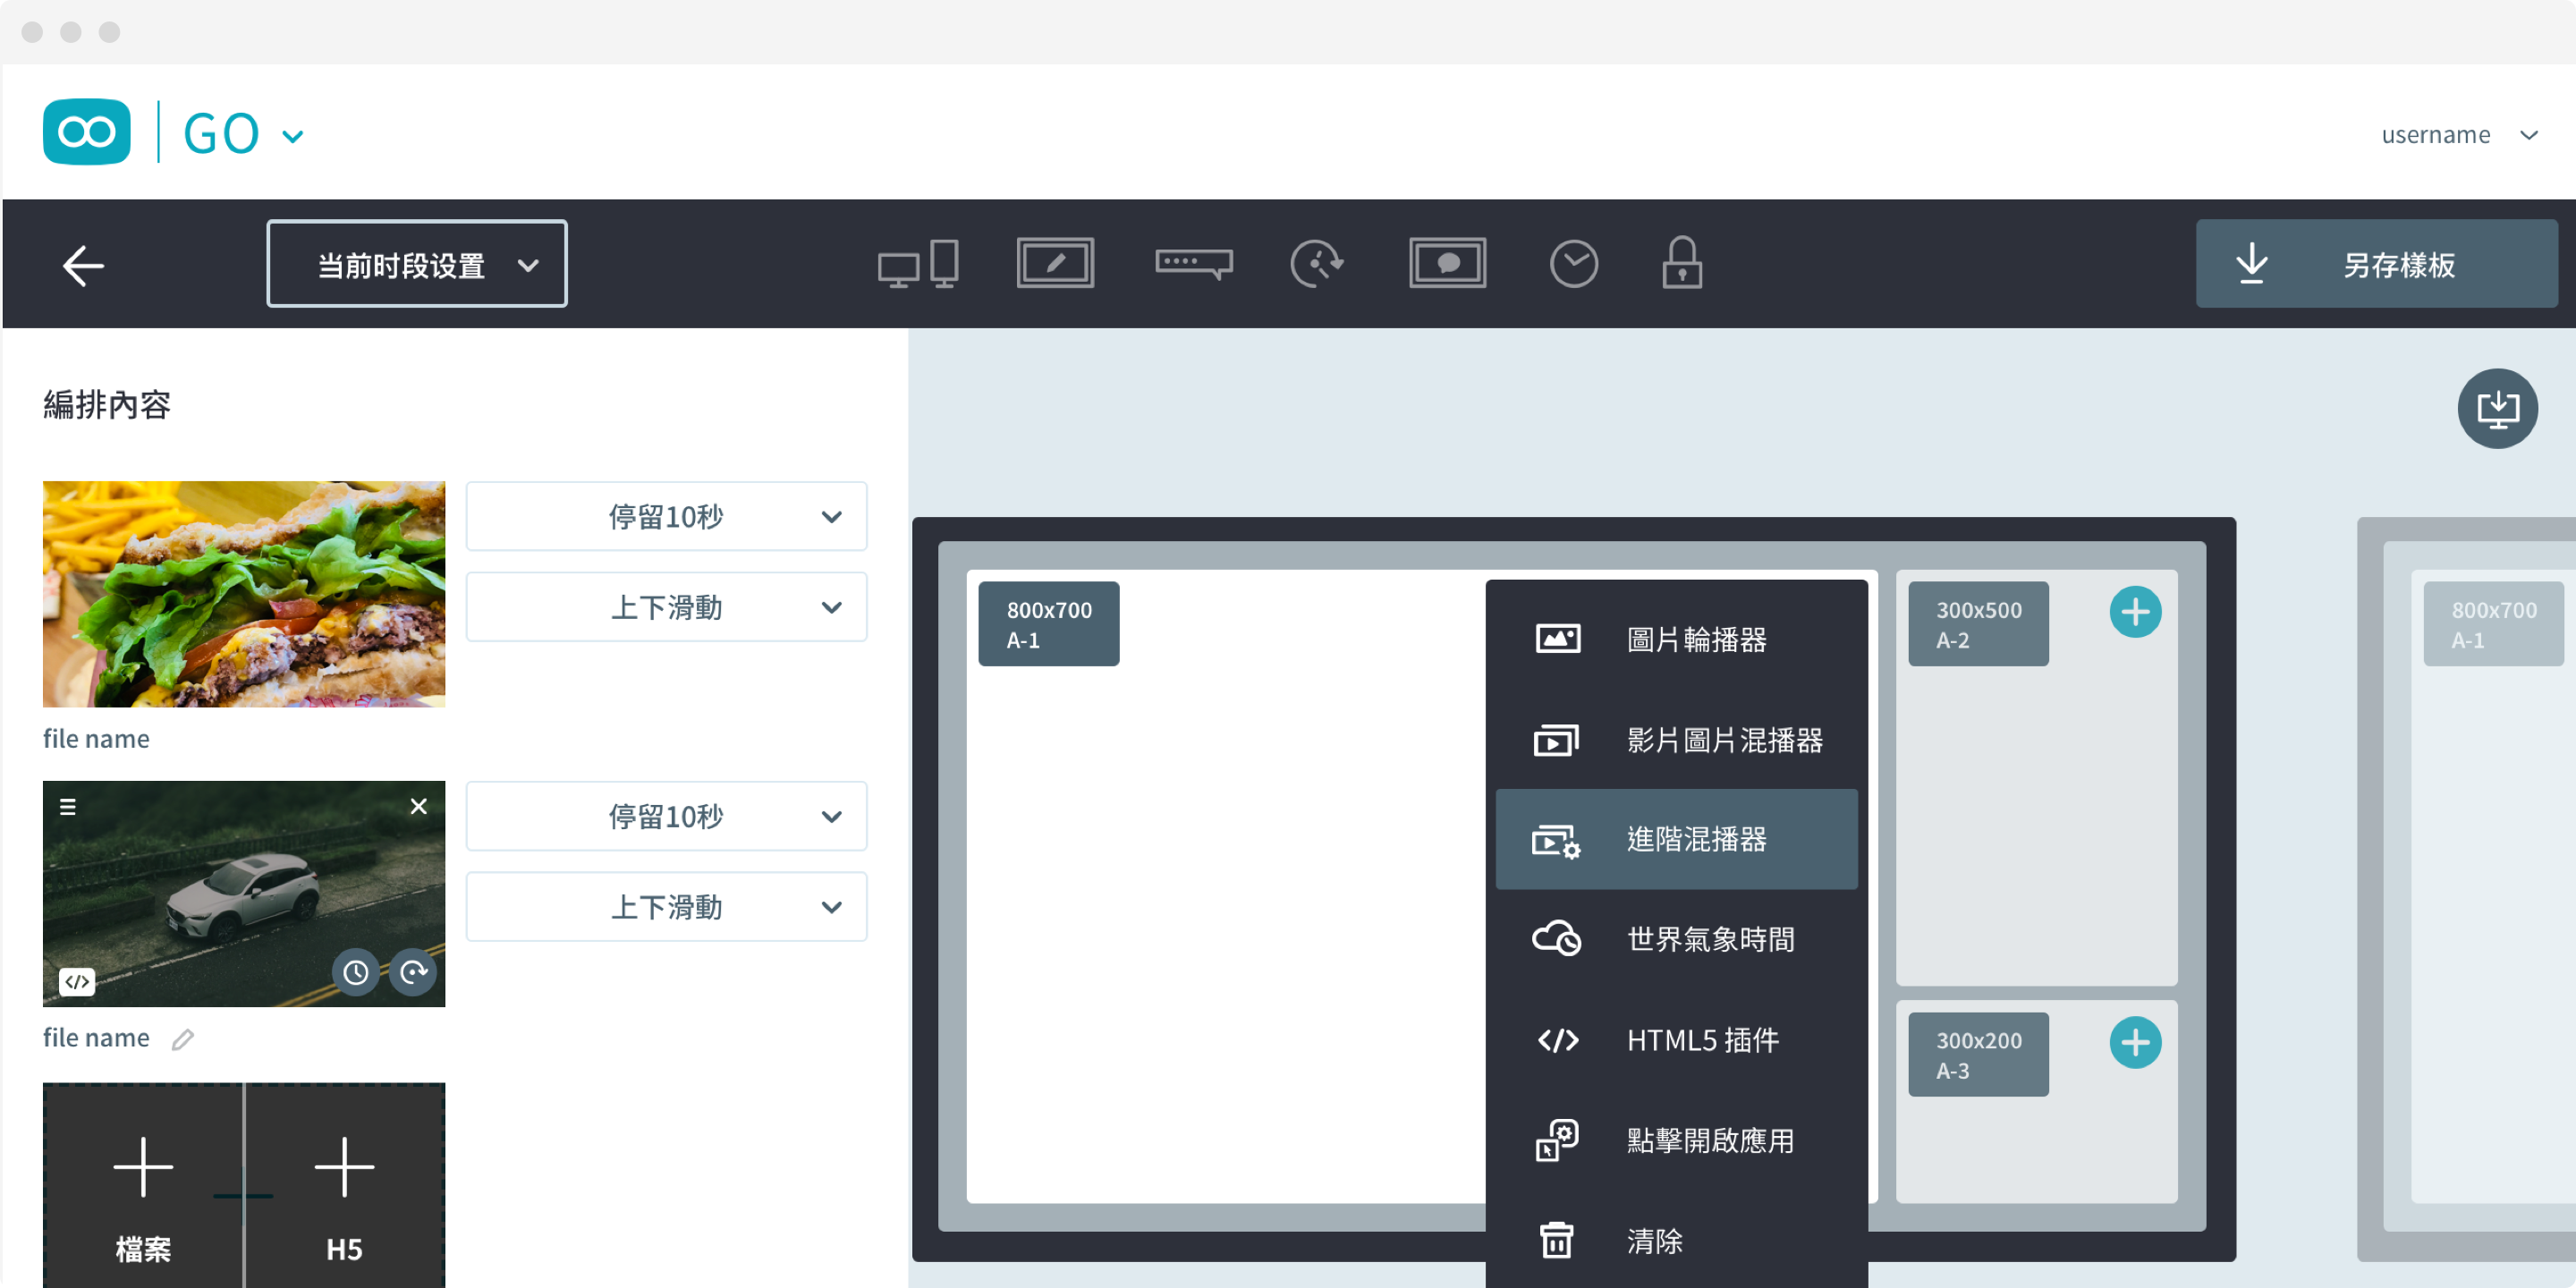 GO
username
当前时段设置
另存樣板
編排內容
停留10秒
上下滑動
file name
停留10秒
上下滑動
file name
檔案
H5
800x700
A-1
圖片輪播器
影片圖片混播器
進階混播器
世界氣象時間
HTML5 插件
點擊開啟應用
清除
300x500
A-2
300x200
A-3
800x700
A-1